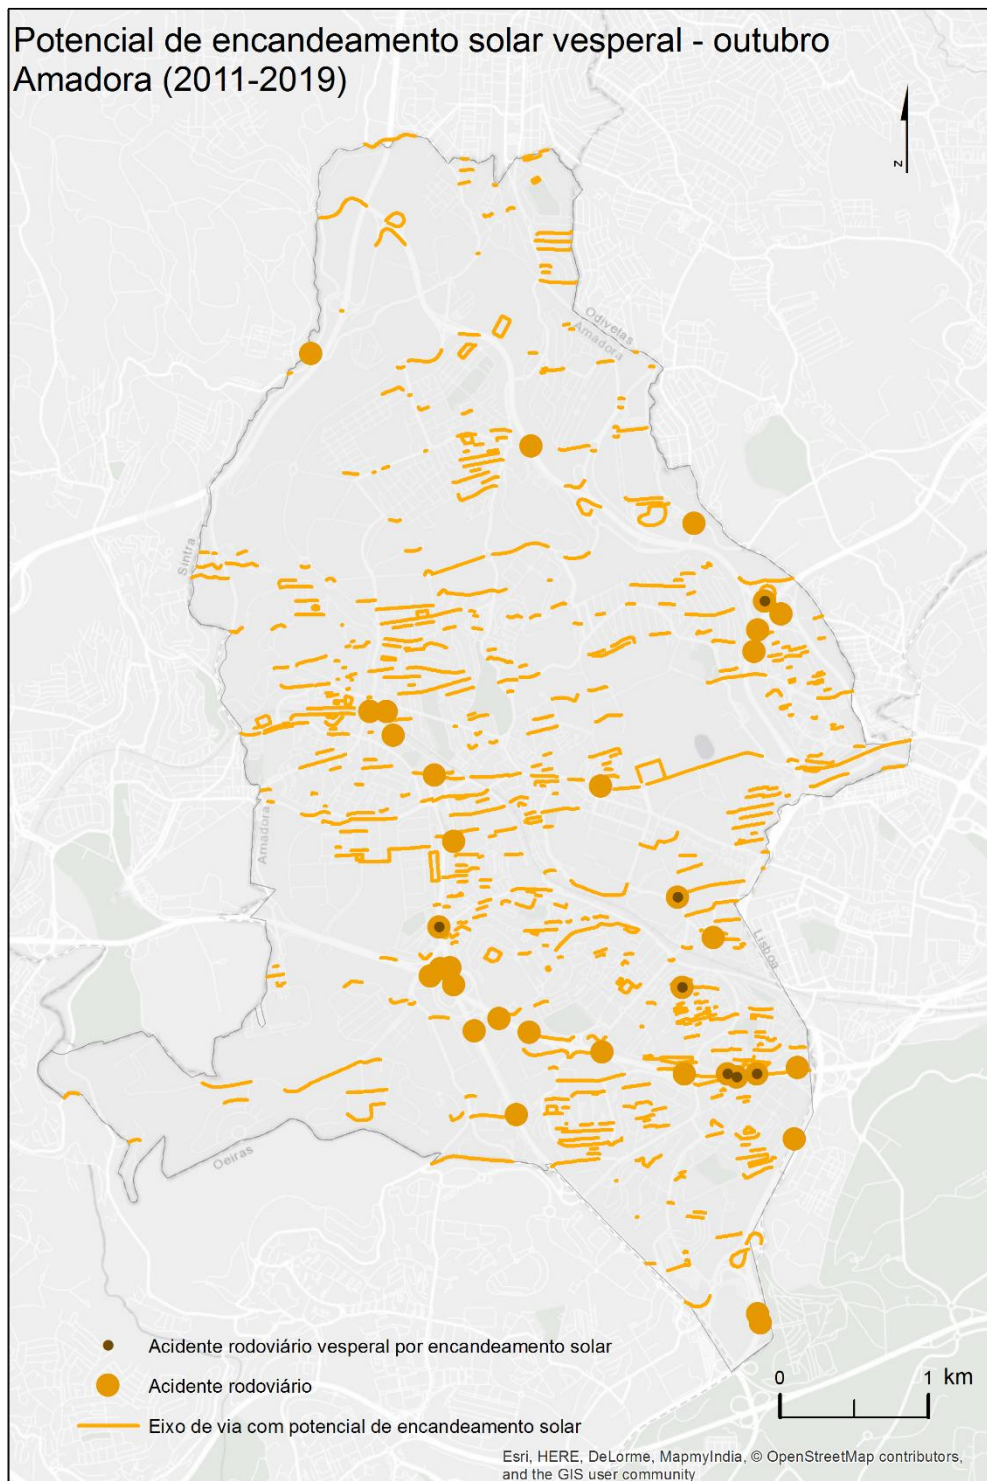 Potencial de encandeamento solar vesperal - outubro
Amadora (2011-2019)
z
Odivelas
Amadora
Sintra
Amadora
Lisboa
Oeiras
Acidente rodoviário vesperal por encandeamento solar
Acidente rodoviário
Eixo de via com potencial de encandeamento solar
0 1 km
Esri, HERE, DeLorme, MapmyIndia, © OpenStreetMap contributors,
and the GIS user community